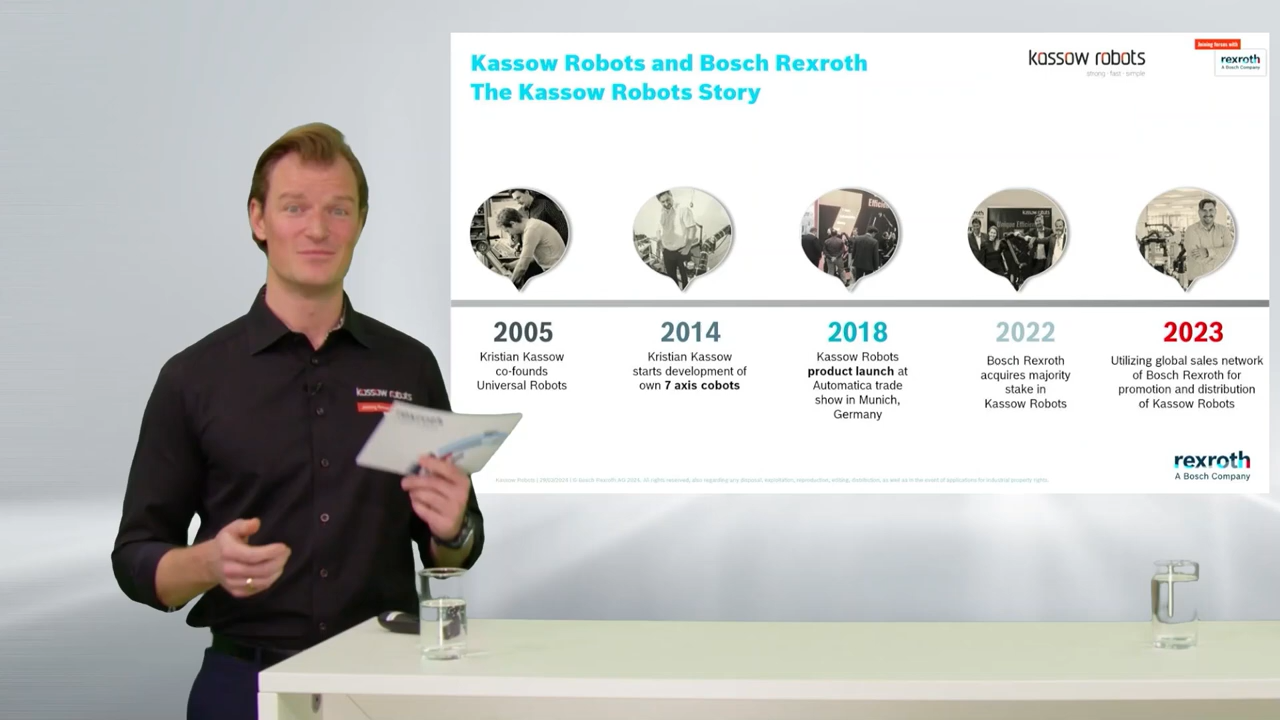 Kassow Robots and Bosch Rexroth
The Kassow Robots Story
kassow robots
strong · fast · simple
Joining forces with
rexroth
A Bosch Company
2005
Kristian Kassow
co-founds
Universal Robots
2014
Kristian Kassow
starts development of
own 7 axis cobots
2018
Kassow Robots
product launch at
Automatica trade
show in Munich,
Germany
2022
Bosch Rexroth
acquires majority
stake in
Kassow Robots
2023
Utilizing global sales network
of Bosch Rexroth for
promotion and distribution
of Kassow Robots
rexroth
A Bosch Company
kassow robots